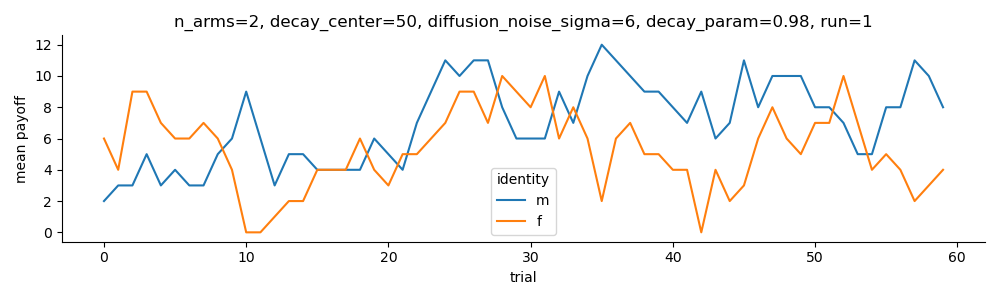 n_arms=2, decay_center=50, diffusion_noise_sigma=6, decay_param=0.98, run=1
mean payoff
12
10
8
6
4
2
0
identity
m
f
0 10 20 30 40 50 60
trial